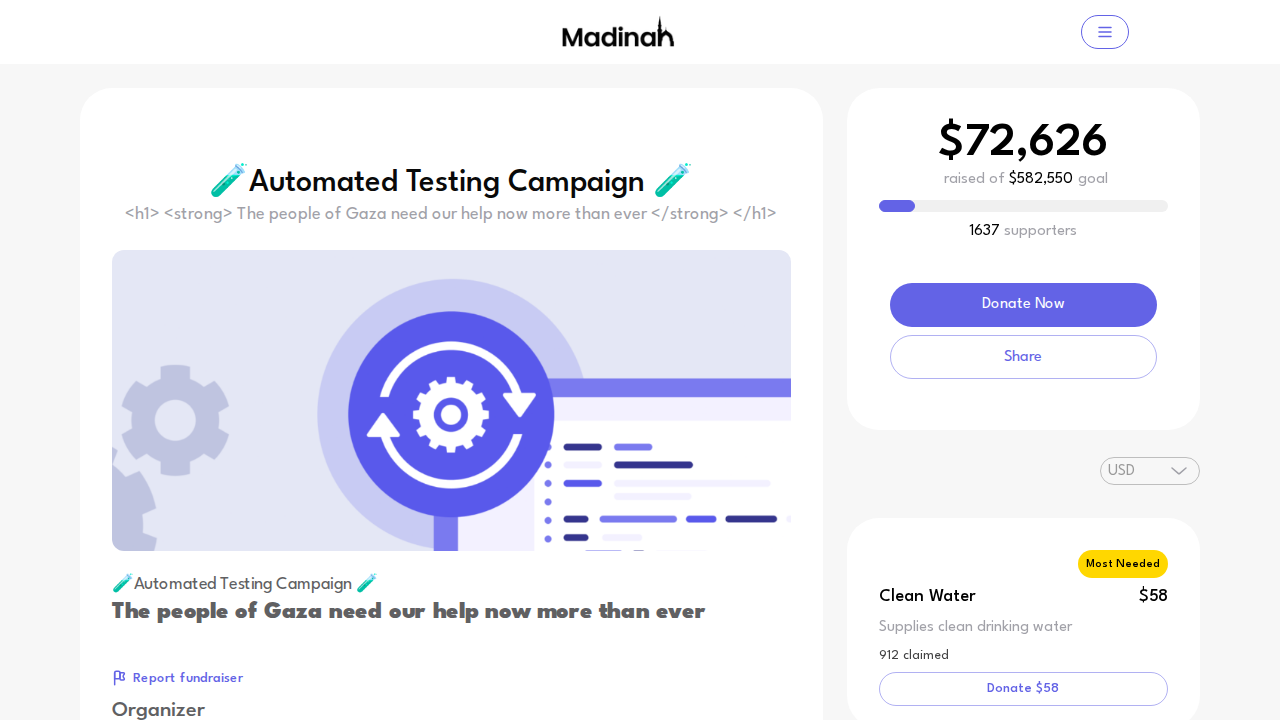 Madinah
🧪Automated Testing Campaign 🧪
<h1> <strong> The people of Gaza need our help now more than ever </strong> </h1>
🧪Automated Testing Campaign 🧪
The people of Gaza need our help now more than ever
Report fundraiser
Organizer
$72,626
raised of $582,550 goal
1637 supporters
Donate Now
Share
USD
Most Needed
Clean Water $58
Supplies clean drinking water
912 claimed
Donate $58